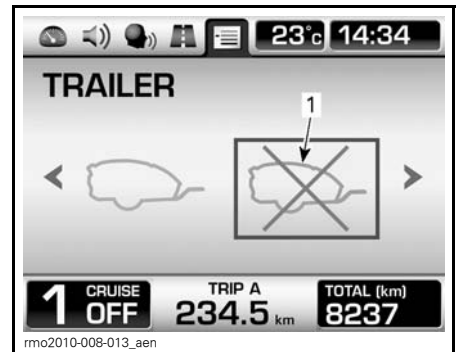 23°c 14:34
TRAILER
1
1 CRUISE OFF
TRIP A
234.5 km
TOTAL (km)
8237
rmo2010-008-013_aen